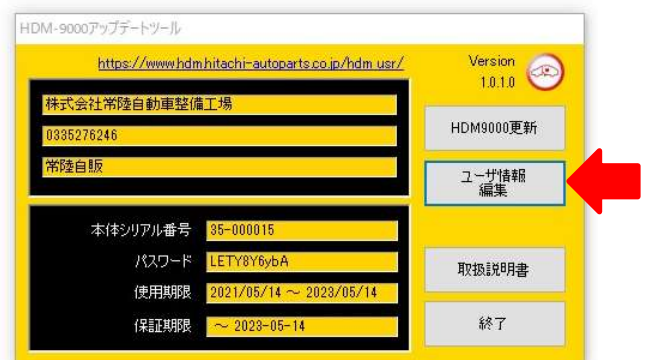 HDM-9000アップデートツール
https://www.hdm.hitachi-autoparts.co.jp/hdm_usr/
Version
1.0.1.0
株式会社常陸自動車整備工場
0335276246
常陸自販
HDM9000更新
ユーザ情報
編集
本体シリアル番号 35-000015
パスワード LETY8Y6ybA
使用期限 2021/05/14 ～ 2023/05/14
保証期限 ～ 2023-05-14
取扱説明書
終了